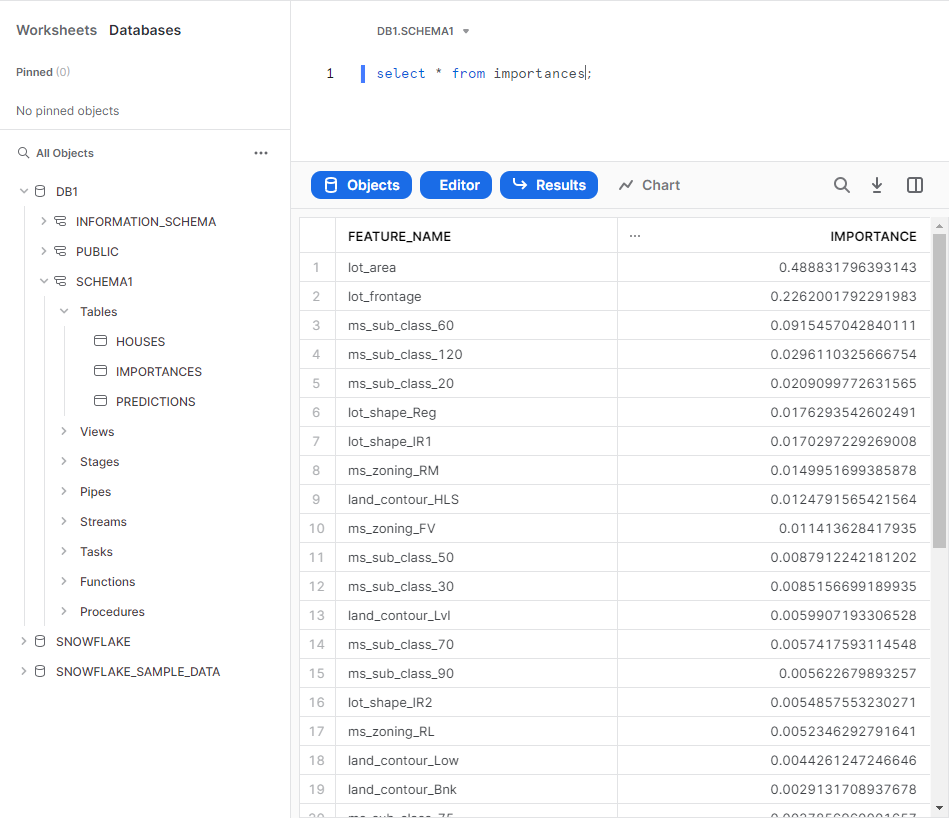 Worksheets Databases
Pinned (0)
No pinned objects
All Objects
DB1
INFORMATION_SCHEMA
PUBLIC
SCHEMA1
Tables
HOUSES
IMPORTANCES
PREDICTIONS
Views
Stages
Pipes
Streams
Tasks
Functions
Procedures
SNOWFLAKE
SNOWFLAKE_SAMPLE_DATA
DB1.SCHEMA1
1 select * from importances;
Objects Editor Results Chart
FEATURE_NAME ... IMPORTANCE
1 lot_area 0.488831796393143
2 lot_frontage 0.2262001792291983
3 ms_sub_class_60 0.0915457042840111
4 ms_sub_class_120 0.0296110325666754
5 ms_sub_class_20 0.0209099772631565
6 lot_shape_Reg 0.0176293542602491
7 lot_shape_IR1 0.0170297229269008
8 ms_zoning_RM 0.0149951699385878
9 land_contour_HLS 0.0124791565421564
10 ms_zoning_FV 0.011413628417935
11 ms_sub_class_50 0.0087912242181202
12 ms_sub_class_30 0.0085156699189935
13 land_contour_Lvl 0.0059907193306528
14 ms_sub_class_70 0.0057417593114548
15 ms_sub_class_90 0.005622679893257
16 lot_shape_IR2 0.0054857553230271
17 ms_zoning_RL 0.0052346292791641
18 land_contour_Low 0.0044261247246646
19 land_contour_Bnk 0.0029131708937678